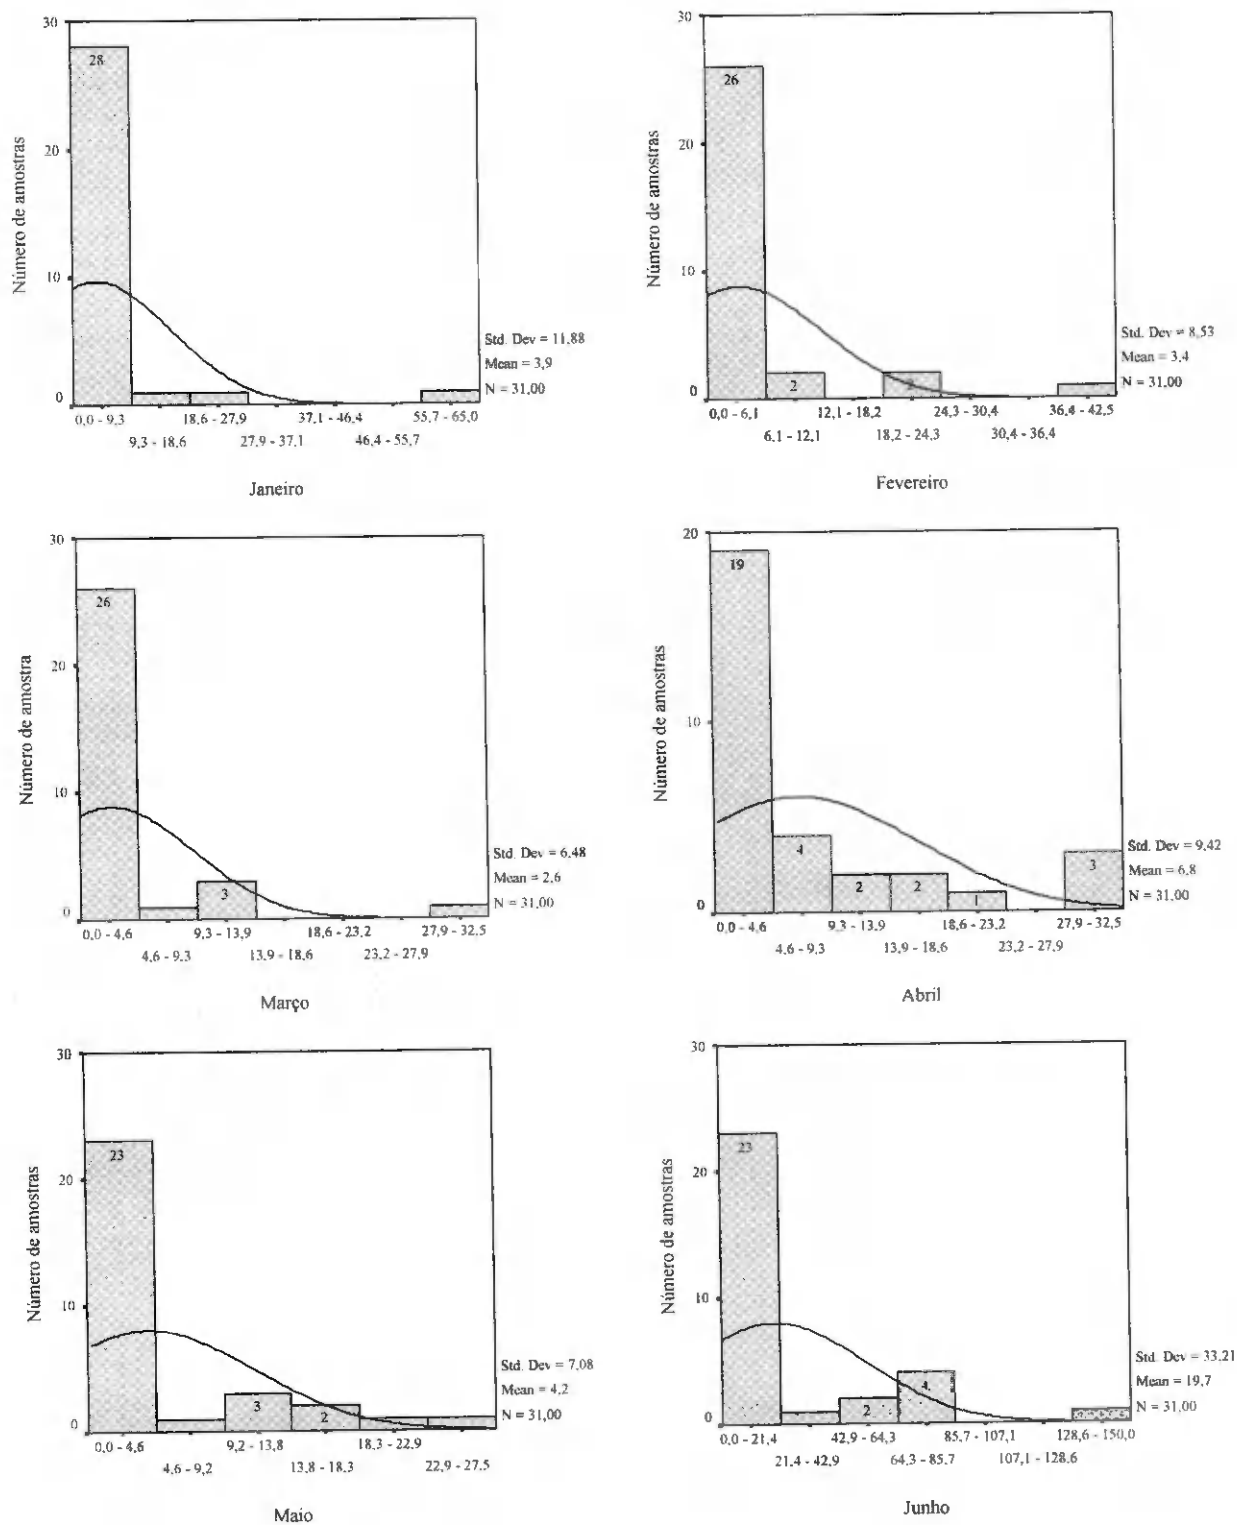 30
28
20
10
0
Número de amostras
Std. Dev = 11,88
Mean = 3,9
N = 31,00
0,0 - 9,3 18,6 - 27,9 37,1 - 46,4 55,7 - 65,0
9,3 - 18,6 27,9 - 37,1 46,4 - 55,7
Janeiro
30
26
20
10
0
Número de amostras
2
2
Std. Dev = 8,53
Mean = 3,4
N = 31,00
0,0 - 6,1 12,1 - 18,2 24,3 - 30,4 36,4 - 42,5
6,1 - 12,1 18,2 - 24,3 30,4 - 36,4
Fevereiro
30
26
20
10
0
Número de amostra
3
Std. Dev = 6,48
Mean = 2,6
N = 31,00
0,0 - 4,6 9,3 - 13,9 18,6 - 23,2 27,9 - 32,5
4,6 - 9,3 13,9 - 18,6 23,2 - 27,9
Março
20
19
10
0
Número de amostras
4
2
2
1
3
Std. Dev = 9,42
Mean = 6,8
N = 31,00
0,0 - 4,6 9,3 - 13,9 18,6 - 23,2 27,9 - 32,5
4,6 - 9,3 13,9 - 18,6 23,2 - 27,9
Abril
30
23
20
10
0
Número de amostras
3
2
Std. Dev = 7,08
Mean = 4,2
N = 31,00
0,0 - 4,6 9,2 - 13,8 18,3 - 22,9
4,6 - 9,2 13,8 - 18,3 22,9 - 27,5
Maio
30
23
20
10
0
Número de amostras
2
4
Std. Dev = 33,21
Mean = 19,7
N = 31,00
0,0 - 21,4 42,9 - 64,3 85,7 - 107,1 128,6 - 150,0
21,4 - 42,9 64,3 - 85,7 107,1 - 128,6
Junho